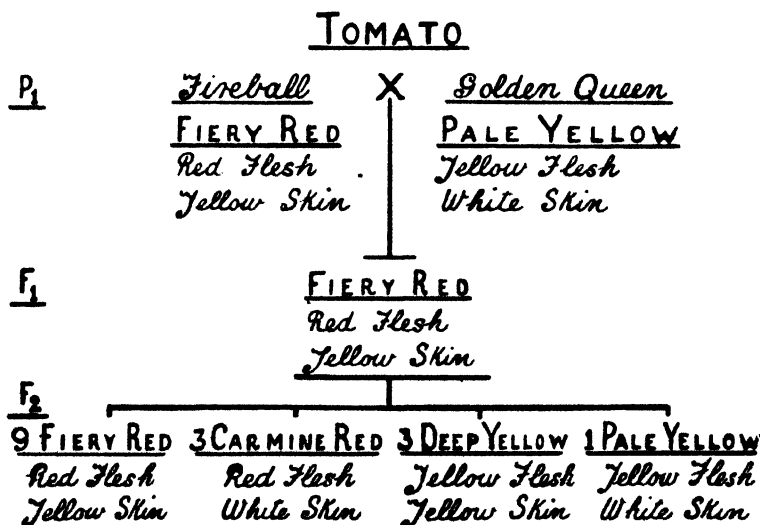 TOMATO
P1 Fireball X Golden Queen
FIERY RED PALE YELLOW
Red Flesh Yellow Flesh
Yellow Skin White Skin
F1 FIERY RED
Red Flesh
Yellow Skin
F2
9 FIERY RED 3 CARMINE RED 3 DEEP YELLOW 1 PALE YELLOW
Red Flesh Red Flesh Yellow Flesh Yellow Flesh
Yellow Skin White Skin Yellow Skin White Skin